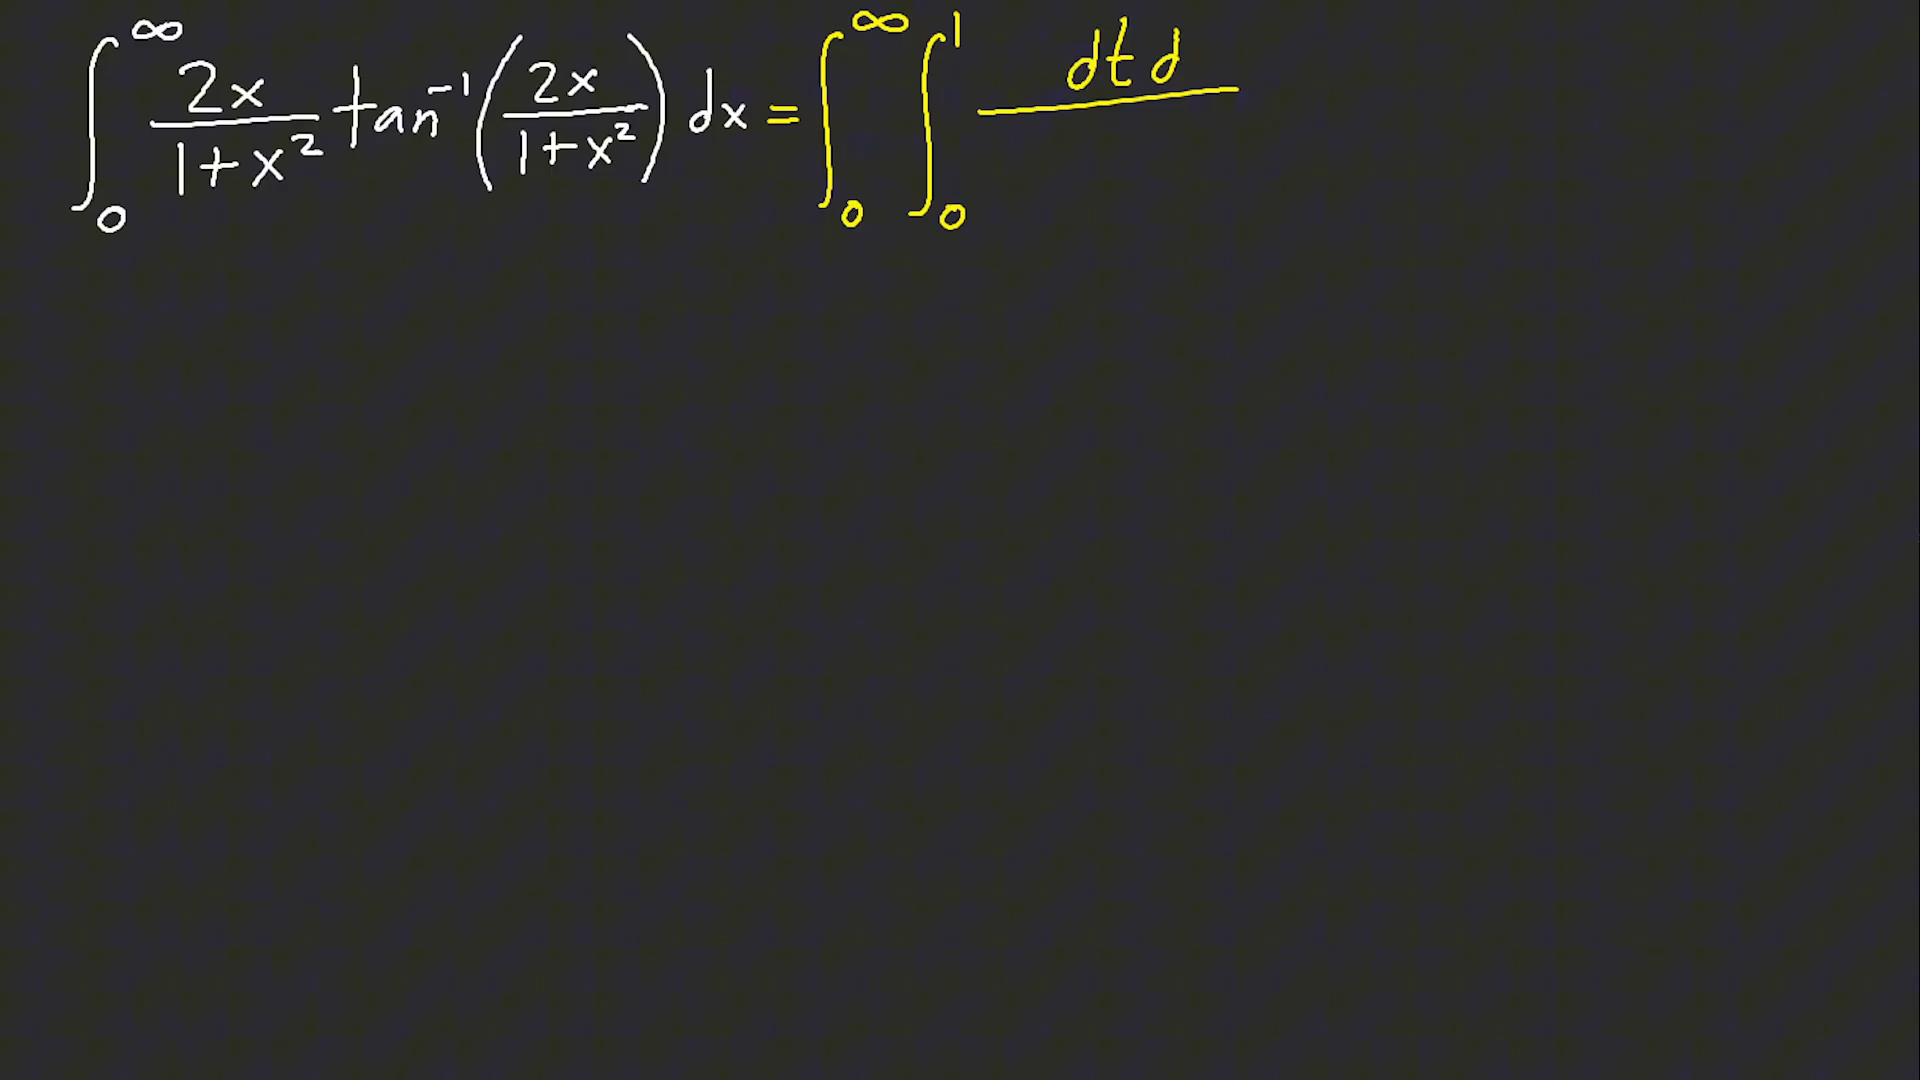 ∫₀^∞ 2x/(1+x²) tan⁻¹(2x/(1+x²)) dx = ∫₀^∞ ∫₀¹ dt d/